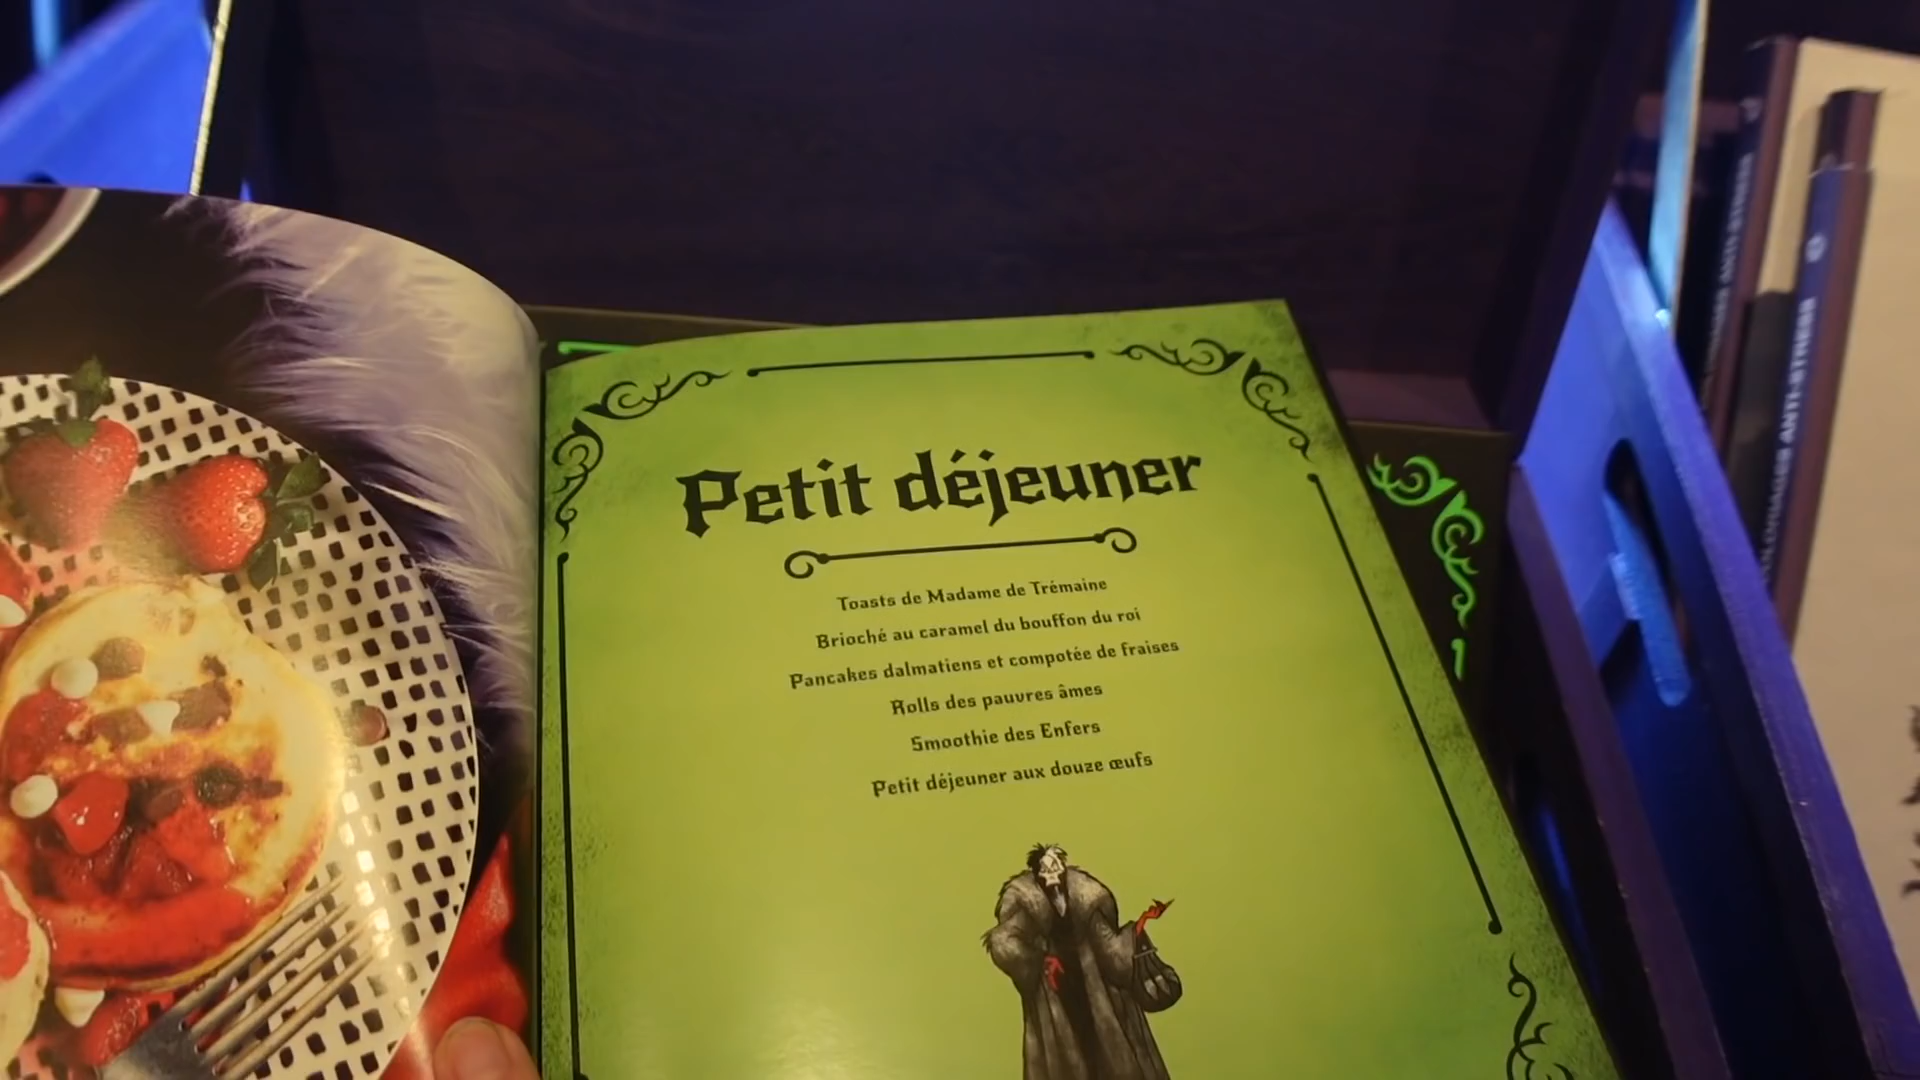 Petit déjeuner
Toasts de Madame de Trémaine
Brioché au caramel du bouffon du roi
Pancakes dalmatiens et compotée de fraises
Rolls des pauvres âmes
Smoothie des Enfers
Petit déjeuner aux douze œufs